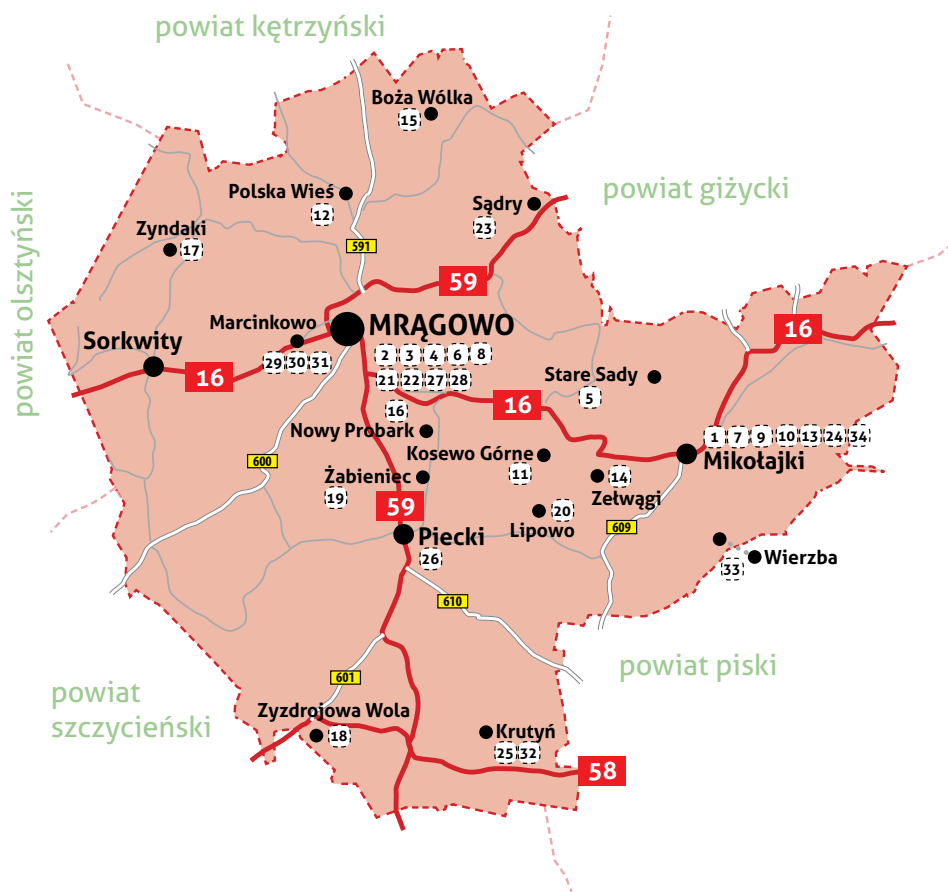 powiat kętrzyński
Boża Wólka
15
powiat giżycki
Polska Wieś
12
Sądry
23
powiat olsztyński
Zyndaki
17
591
59
Marcinkowo
MRĄGOWO
16
Sorkwity
29 30 31
2 3 4 6 8
21 22 27 28
16
Stare Sady
5
16
16
Nowy Probark
1 7 9 10 13 24 34
Mikołajki
Kosewo Górne
11
600
Żabieniec
19
14
Zełwągi
59
20
Lipowo
609
Piecki
26
Wierzba
33
610
powiat piski
601
powiat
szczycieński
Zyzdrojowa Wola
18
Krutyń
25 32
58